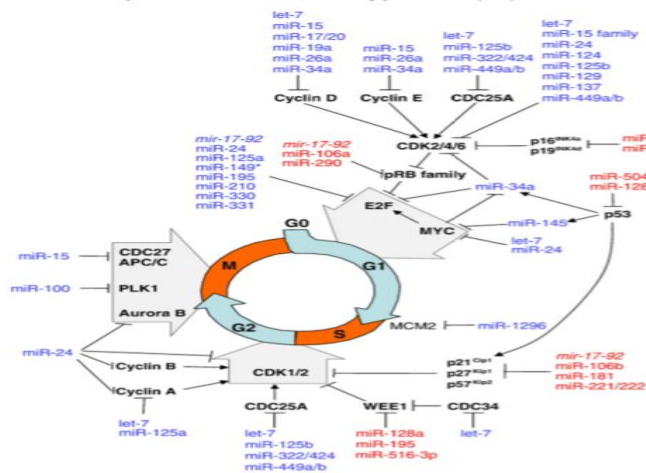 let-7
miR-15
miR-17/20
miR-19a
miR-26a
miR-34a
Cyclin D
miR-15
miR-26a
miR-34a
Cyclin E
let-7
miR-125b
miR-322/424
miR-449a/b
CDC25A
let-7
miR-15 family
miR-24
miR-124
miR-125b
miR-129
miR-137
miR-449a/b
CDK2/4/6
p16INK4a
p19INK4d
mir-17-92
miR-24
miR-125a
miR-149*
miR-195
miR-210
miR-330
miR-331
mir-17-92
miR-106a
miR-290
pRB family
miR-34a
miR-504
p53
E2F
MYC
miR-145
let-7
miR-24
G0
G1
S
G2
M
miR-15
CDC27
APC/C
miR-100
PLK1
Aurora B
MCM2
miR-1296
miR-24
Cyclin B
Cyclin A
let-7
miR-125a
CDK1/2
p21Cip1
p27Kip1
p57Kip2
mir-17-92
miR-106b
miR-181
miR-221/222
CDC25A
WEE1
CDC34
let-7
miR-125b
miR-322/424
miR-449a/b
miR-128a
miR-195
miR-516-3p
let-7